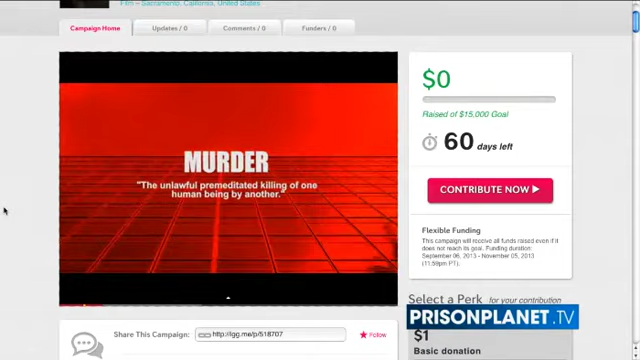 Film – Sacramento, California, United States
Campaign Home
Updates / 0
Comments / 0
Funders / 0
MURDER
"The unlawful premeditated killing of one
human being by another."
$0
Raised of $15,000 Goal
60 days left
CONTRIBUTE NOW
Flexible Funding
This campaign will receive all funds raised even if it
does not reach its goal. Funding duration:
September 06, 2013 - November 05, 2013
(11:59pm PT).
Select a Perk for your contribution
PRISONPLANET.TV
Share This Campaign:
http://igg.me/p/518707
Follow
$1
Basic donation